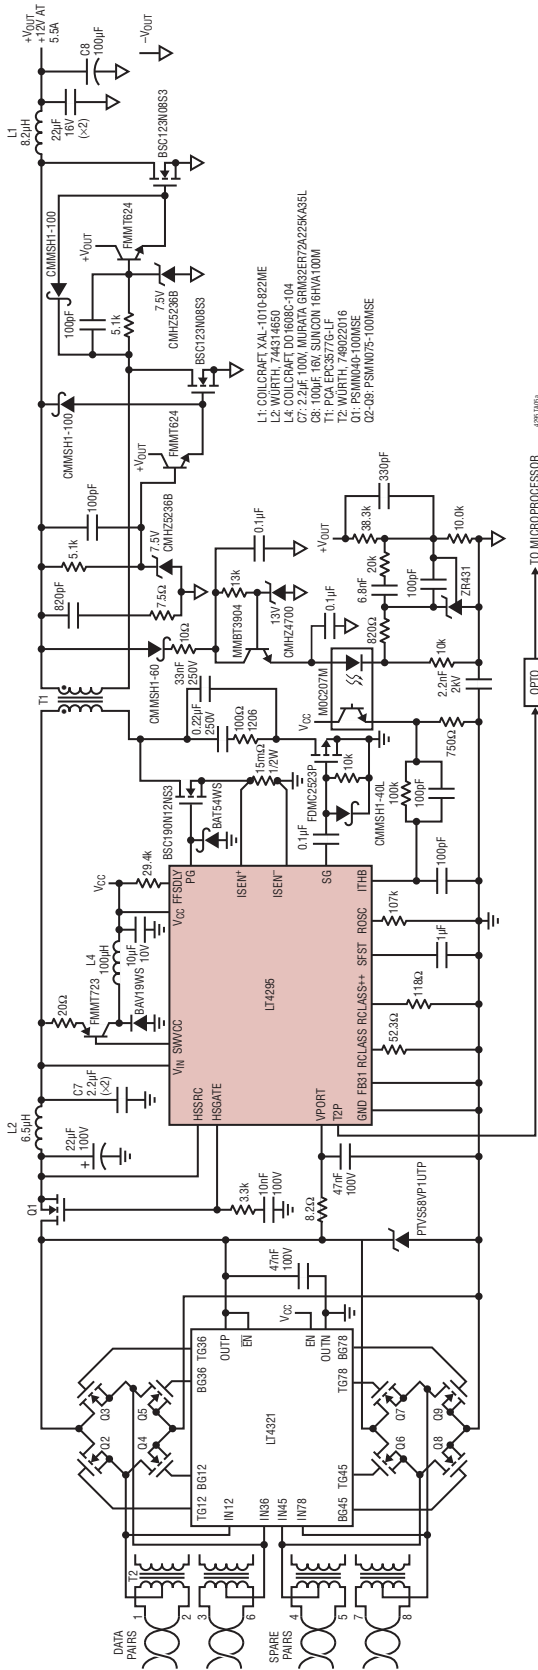 DATA
PAIRS
1
2
3
6
SPARE
PAIRS
4
5
7
8
T2
Q2
Q3
Q4
Q5
TG12
BG12
BG36
TG36
IN12
IN36
IN45
IN78
LT4321
OUTP
EN
EN
OUTN
BG45
TG45
TG78
BG78
Q6
Q7
Q8
Q9
47nF
100V
VCC
Q1
3.3k
10nF
100V
8.2Ω
47nF
100V
PTVS58VP1UTP
L2
6.5µH
22µF
100V
+
C7
2.2µF
(×2)
HSSRC
HSGATE
VPORT
T2P
VIN
SWVCC
VCC
FFSDLY
PG
ISEN+
ISEN–
SG
ITHB
ROSC
SFST
RCLASS++
RCLASS
FB31
GND
LT4295
20Ω
FMMT723
BAV19WS
L4
100µH
10µF
10V
VCC
29.4k
BSC190N12NS3
BAT54WS
15mΩ
1/2W
0.1µF
FDMC2523P
10k
CMMSH1-40L
100k
100pF
100pF
107k
1µF
118Ω
52.3Ω
T1
0.22µF
250V
100Ω
1206
33nF
250V
CMMSH1-60
10Ω
820pF
7.5Ω
5.1k
100pF
7.5V
CMHZ5236B
+VOUT
FMMT624
CMMSH1-100
BSC123N08S3
100pF
5.1k
CMMSH1-100
+VOUT
FMMT624
7.5V
CMHZ5236B
BSC123N08S3
L1
8.2µH
22µF
16V
(×2)
C8
100µF
+VOUT
+12V AT
5.5A
–VOUT
MMBT3904
13k
0.1µF
13V
CMHZ4700
0.1µF
VCC
MOC207M
750Ω
820Ω
10k
2.2nF
2kV
6.8nF
20k
100pF
ZR431
+VOUT
38.3k
330pF
10.0k
L1: COILCRAFT, XAL-1010-822ME
L2: WÜRTH, 744314650
L4: COILCRAFT, DO1608C-104
C7: 2.2µF, 100V, MURATA GRM32ER72A225KA35L
C8: 100µF, 16V, SUNCON 16HVA100M
T1: PCA EPC3577G-LF
T2: WÜRTH, 749022016
Q1: PSMN040-100MSE
Q2-Q9: PSMN075-100MSE
OPTO
TO MICROPROCESSOR